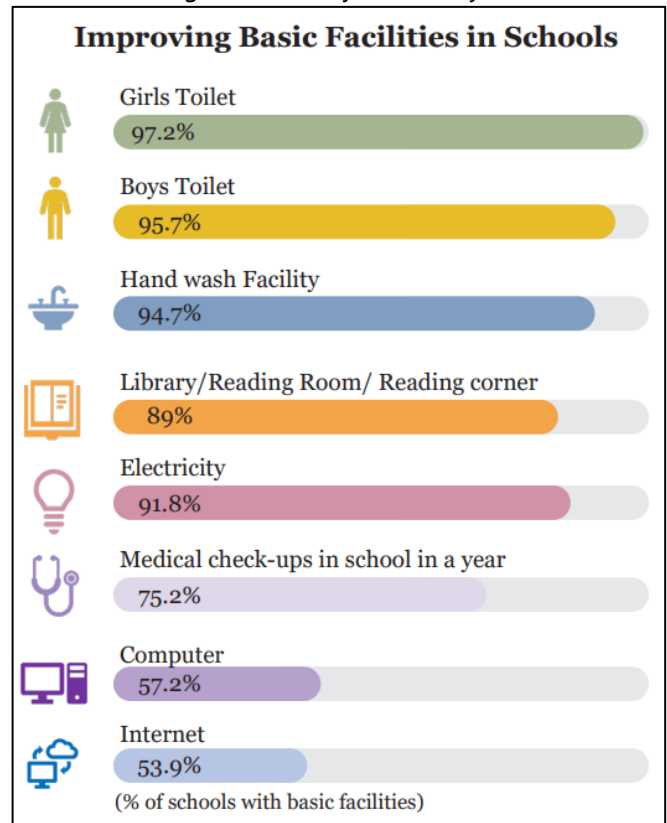 Improving Basic Facilities in Schools
Girls Toilet
97.2%
Boys Toilet
95.7%
Hand wash Facility
94.7%
Library/Reading Room/ Reading corner
89%
Electricity
91.8%
Medical check-ups in school in a year
75.2%
Computer
57.2%
Internet
53.9%
(% of schools with basic facilities)